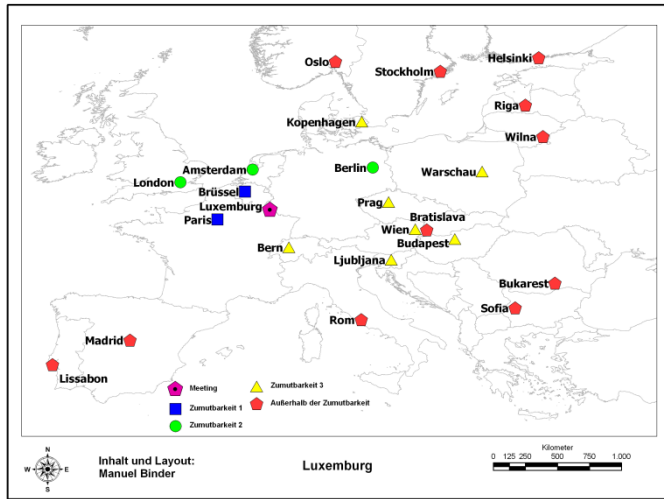 Oslo
Stockholm
Helsinki
Riga
Kopenhagen
Wilna
Amsterdam
Berlin
Warschau
London
Brüssel
Luxemburg
Prag
Paris
Bratislava
Wien
Budapest
Bern
Ljubljana
Bukarest
Sofia
Rom
Madrid
Lissabon
Meeting
Zumutbarkeit 1
Zumutbarkeit 2
Zumutbarkeit 3
Außerhalb der Zumutbarkeit
N
W E
S
Inhalt und Layout:
Manuel Binder
Luxemburg
Kilometer
0 125 250 500 750 1.000